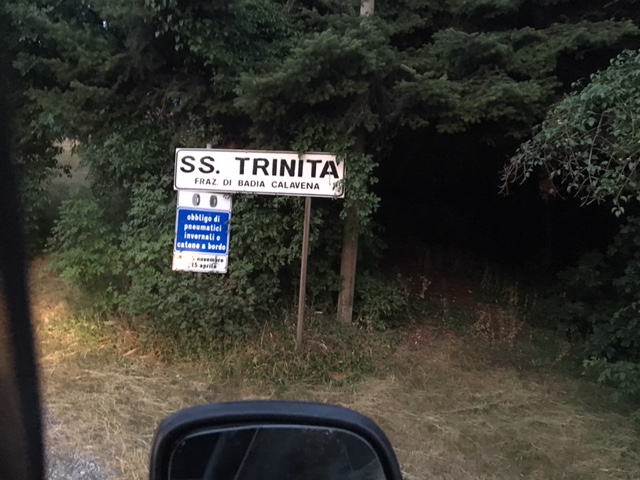 SS. TRINITA
FRAZ. DI BADIA CALAVENA
obbligo di
pneumatici
invernali o
catene a bordo
novembre
15 aprile